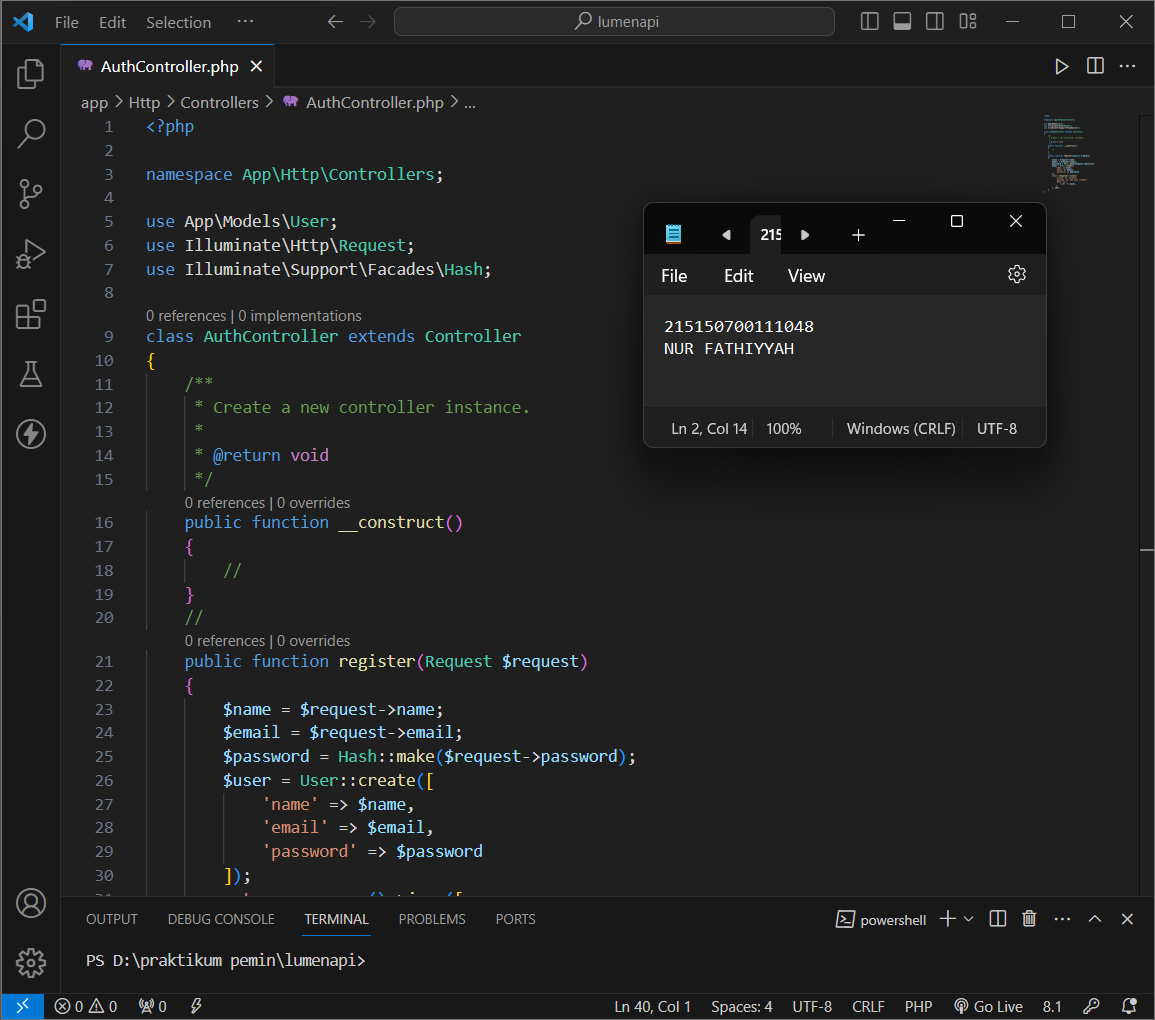 File Edit Selection ··· lumenapi
AuthController.php
app > Http > Controllers > AuthController.php > ...
1 <?php
2
3 namespace App\Http\Controllers;
4
5 use App\Models\User;
6 use Illuminate\Http\Request;
7 use Illuminate\Support\Facades\Hash;
8
0 references | 0 implementations
9 class AuthController extends Controller
10 {
11 /**
12 * Create a new controller instance.
13 *
14 * @return void
15 */
0 references | 0 overrides
16 public function __construct()
17 {
18 //
19 }
20 //
0 references | 0 overrides
21 public function register(Request $request)
22 {
23 $name = $request->name;
24 $email = $request->email;
25 $password = Hash::make($request->password);
26 $user = User::create([
27 'name' => $name,
28 'email' => $email,
29 'password' => $password
30 ]);
215
File Edit View
215150700111048
NUR FATHIYYAH
Ln 2, Col 14 100% Windows (CRLF) UTF-8
OUTPUT DEBUG CONSOLE TERMINAL PROBLEMS PORTS powershell
PS D:\praktikum pemin\lumenapi>
0 0 0 Ln 40, Col 1 Spaces: 4 UTF-8 CRLF PHP Go Live 8.1